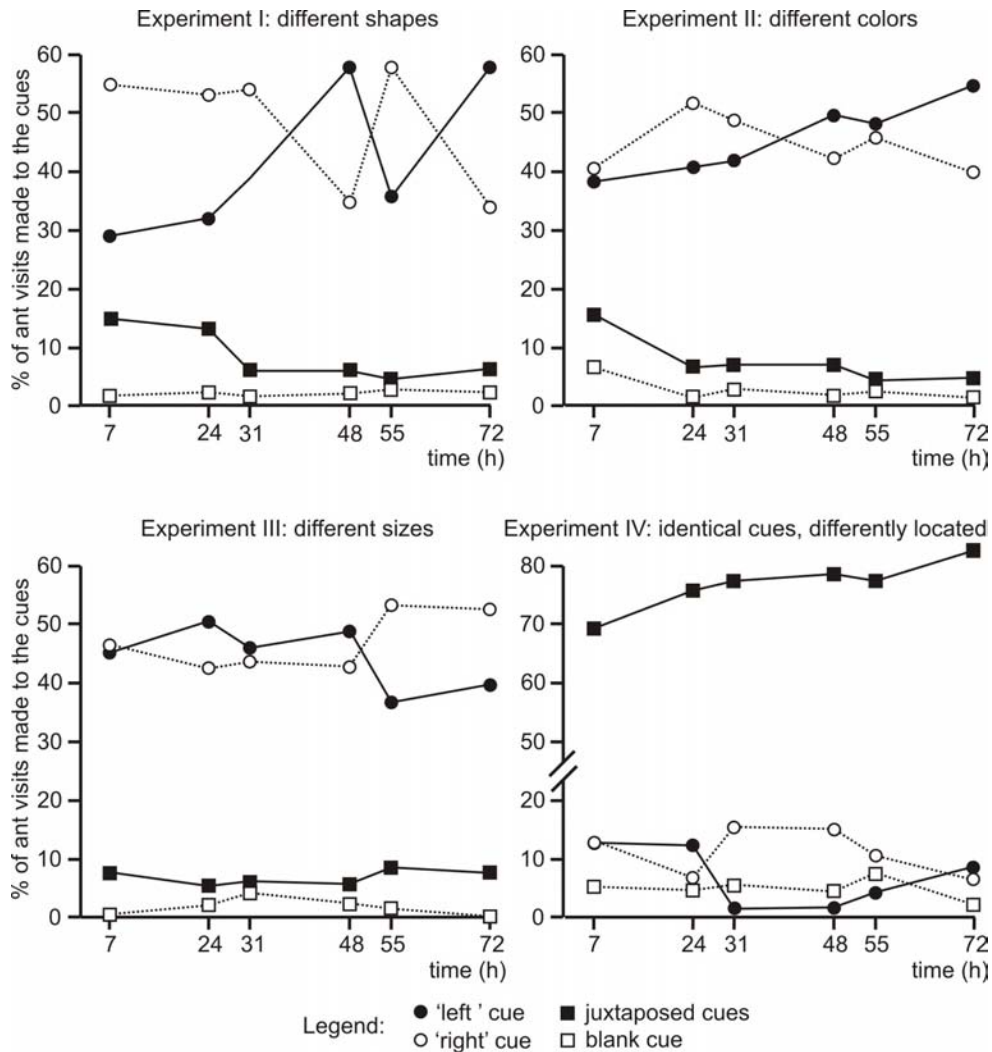 Experiment I: different shapes
Experiment II: different colors
% of ant visits made to the cues
60
50
40
30
20
10
0
7 24 31 48 55 72
time (h)
60
50
40
30
20
10
0
7 24 31 48 55 72
time (h)
Experiment III: different sizes
Experiment IV: identical cues, differently located
% of ant visits made to the cues
60
50
40
30
20
10
0
7 24 31 48 55 72
time (h)
80
70
60
50
20
10
0
7 24 31 48 55 72
time (h)
Legend:
'left ' cue
'right' cue
juxtaposed cues
blank cue